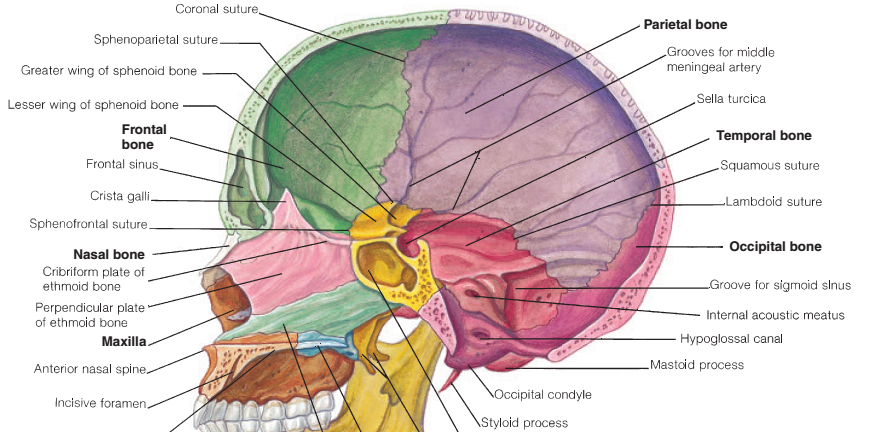 Coronal suture
Sphenoparietal suture
Greater wing of sphenoid bone
Lesser wing of sphenoid bone
Frontal
bone
Frontal sinus
Crista galli
Sphenofrontal suture
Nasal bone
Cribriform plate of
ethmoid bone
Perpendicular plate
of ethmoid bone
Maxilla
Anterior nasal spine
Incisive foramen
Parietal bone
Grooves for middle
meningeal artery
Sella turcica
Temporal bone
Squamous suture
Lambdoid suture
Occipital bone
Groove for sigmoid sinus
Internal acoustic meatus
Hypoglossal canal
Mastoid process
Occipital condyle
Styloid process